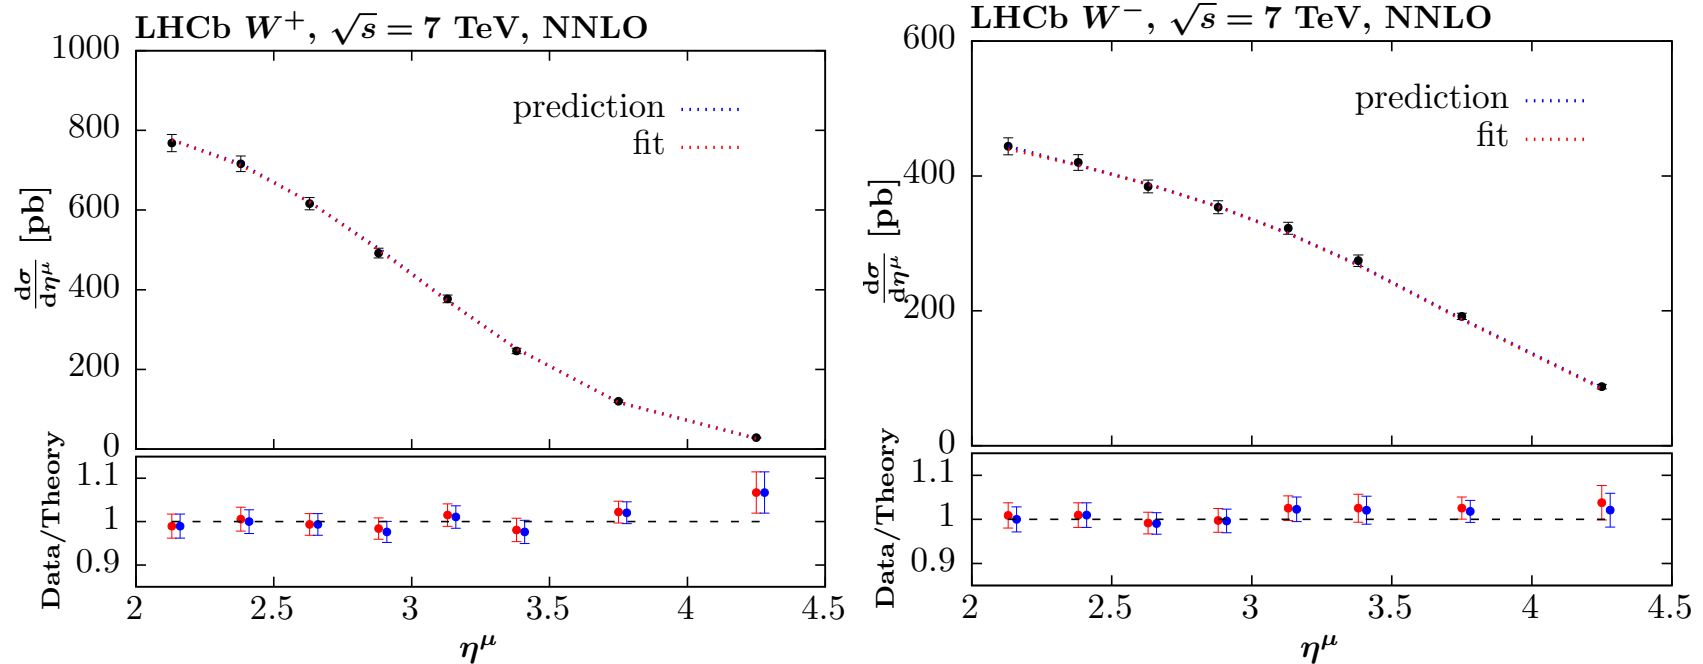 LHCb W⁺, √s = 7 TeV, NNLO
1000
800
600
400
200
0
dσ/dη^μ [pb]
prediction
fit
1.1
1
0.9
Data/Theory
2 2.5 3 3.5 4 4.5
η^μ
LHCb W⁻, √s = 7 TeV, NNLO
600
400
200
0
dσ/dη^μ [pb]
prediction
fit
1.1
1
0.9
Data/Theory
2 2.5 3 3.5 4 4.5
η^μ